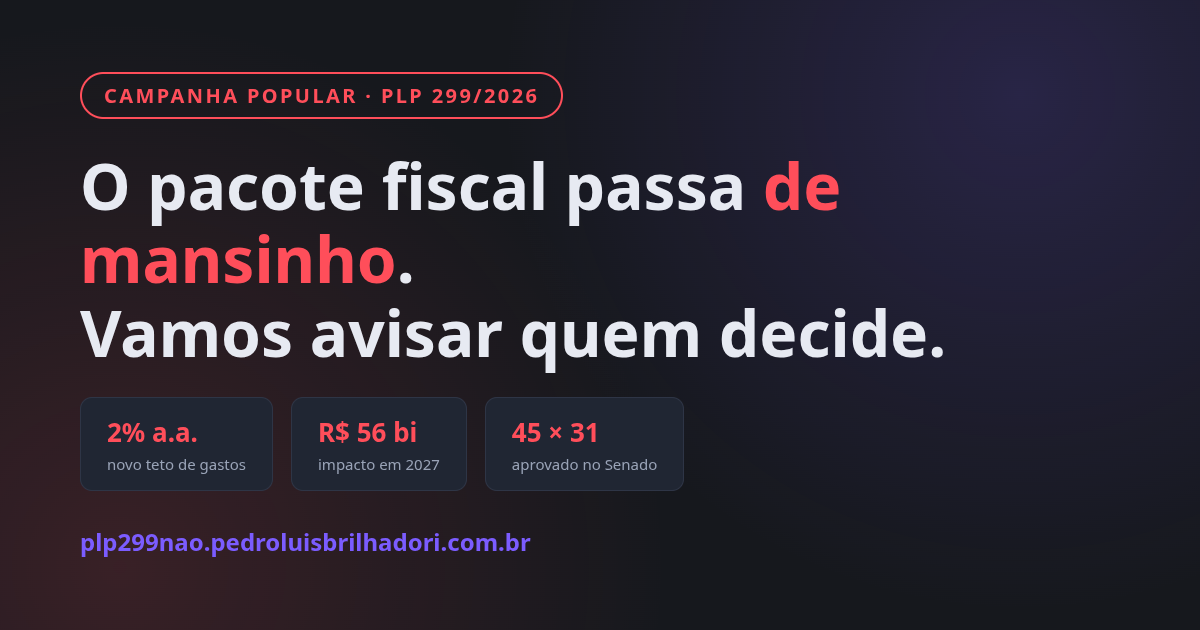 CAMPANHA POPULAR · PLP 299/2026
O pacote fiscal passa de
mansinho.
Vamos avisar quem decide.
2% a.a.
novo teto de gastos
R$ 56 bi
impacto em 2027
45 × 31
aprovado no Senado
plp299nao.pedroluisbrilhadori.com.br